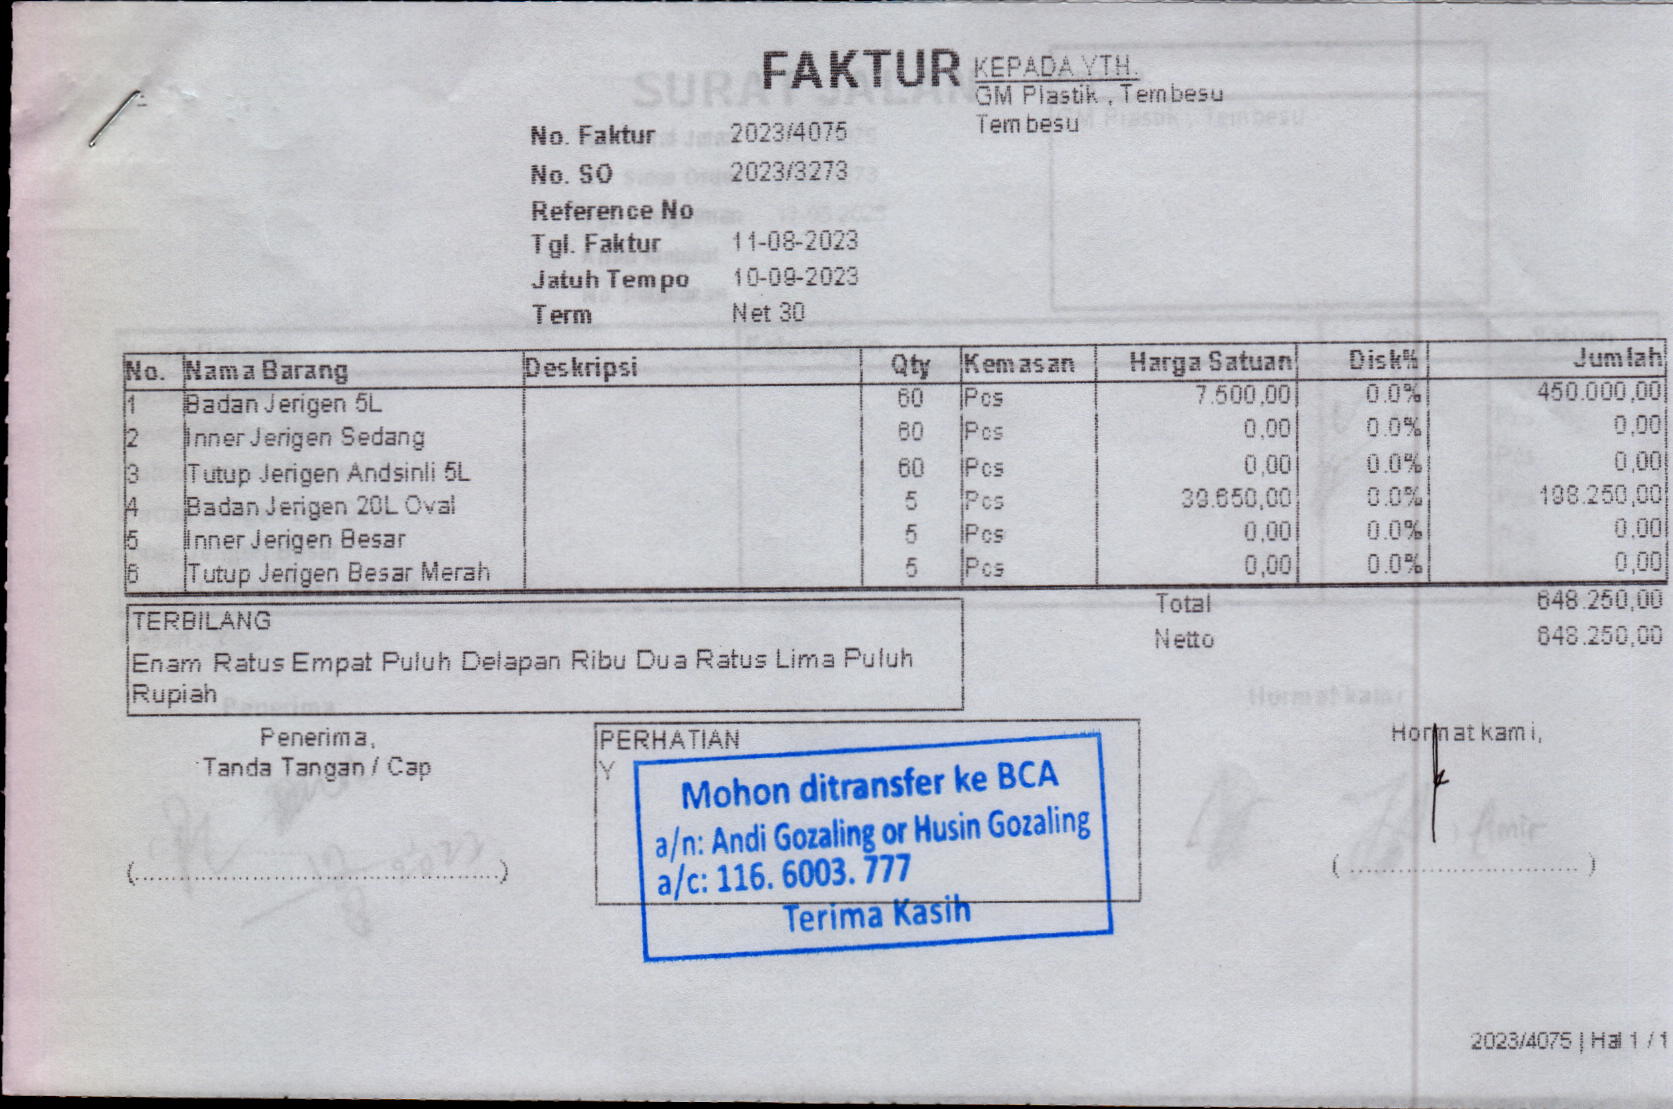 FAKTUR
KEPADA YTH.
GM Plastik , Tembesu
Tembesu
No. Faktur 2023/4075
No. SO 2023/3273
Reference No
Tgl. Faktur 11-08-2023
Jatuh Tempo 10-09-2023
Term Net 30
No. Nama Barang Deskripsi Qty Kemasan Harga Satuan Disk% Jumlah
1 Badan Jerigen 5L 60 Pcs 7.500,00 0.0% 450.000,00
2 Inner Jerigen Sedang 60 Pcs 0,00 0.0% 0,00
3 Tutup Jerigen Andsinli 5L 60 Pcs 0,00 0.0% 0,00
4 Badan Jerigen 20L Oval 5 Pcs 39.650,00 0.0% 198.250,00
5 Inner Jerigen Besar 5 Pcs 0,00 0.0% 0,00
6 Tutup Jerigen Besar Merah 5 Pcs 0,00 0.0% 0,00
Total 648.250,00
Netto 648.250,00
TERBILANG
Enam Ratus Empat Puluh Delapan Ribu Dua Ratus Lima Puluh
Rupiah
Penerima,
Tanda Tangan / Cap
(....................................................)
PERHATIAN
Y
Mohon ditransfer ke BCA
a/n: Andi Gozaling or Husin Gozaling
a/c: 116. 6003. 777
Terima Kasih
Hormat kami,
( ................................ )
2023/4075 | Hal 1 / 1